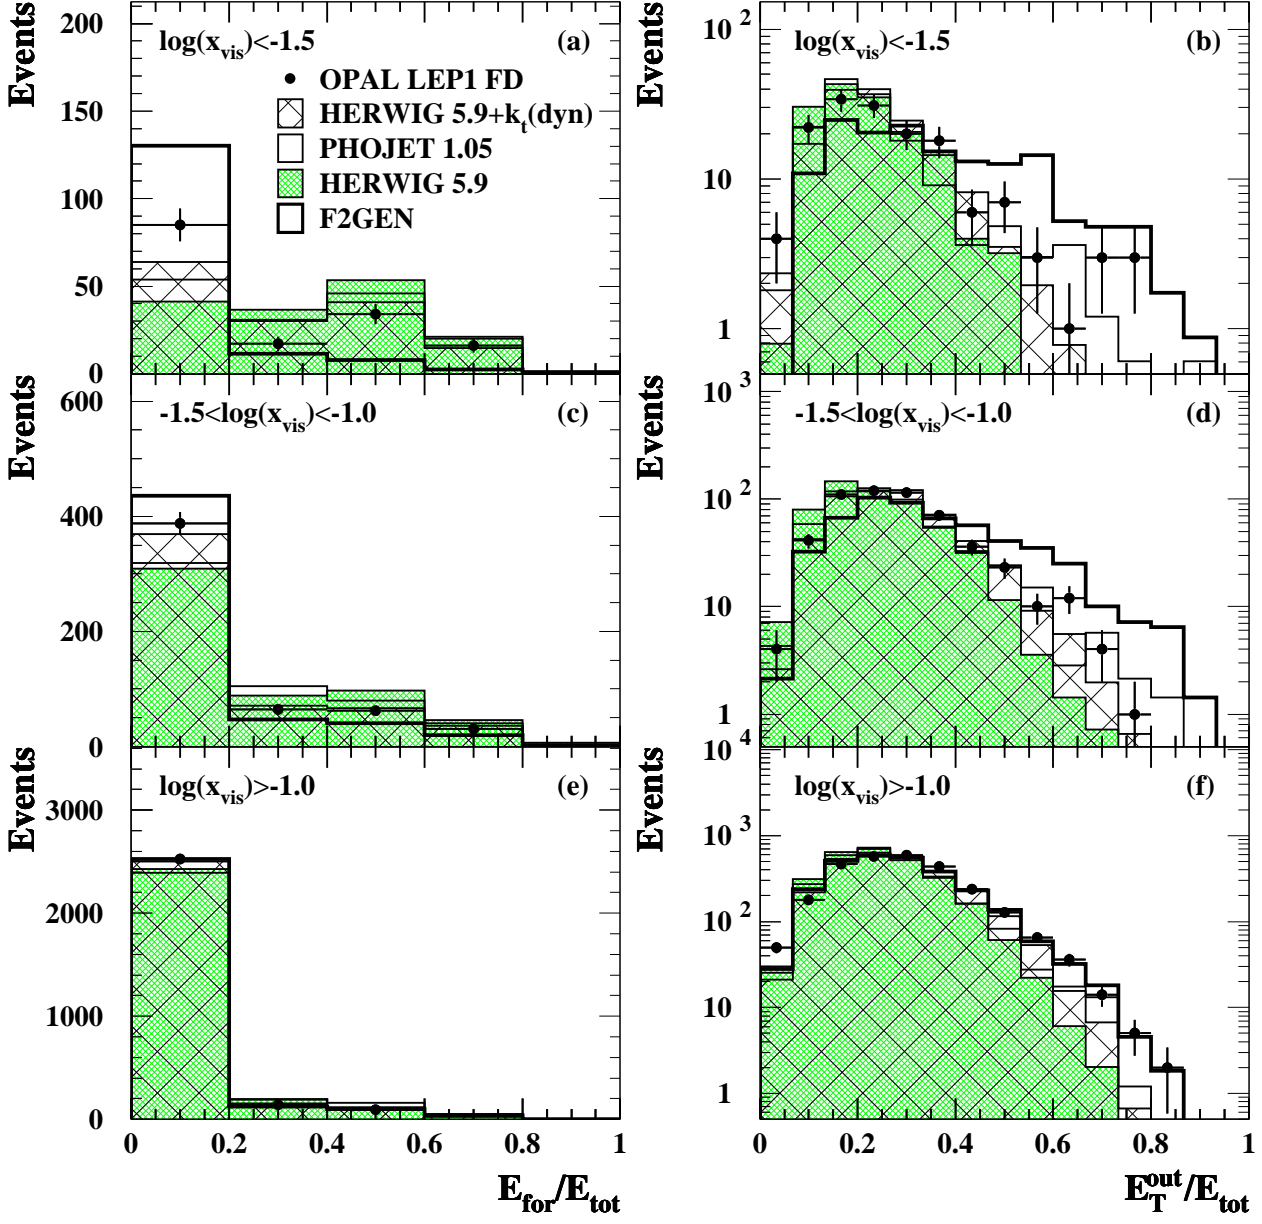 Events
200
150
100
50
0
log(x_vis)<-1.5
(a)
OPAL LEP1 FD
HERWIG 5.9+k_t(dyn)
PHOJET 1.05
HERWIG 5.9
F2GEN
Events
10^2
10
1
log(x_vis)<-1.5
(b)
Events
600
400
200
0
-1.5<log(x_vis)<-1.0
(c)
Events
10^3
10^2
10
1
-1.5<log(x_vis)<-1.0
(d)
Events
3000
2000
1000
0
log(x_vis)>-1.0
(e)
0 0.2 0.4 0.6 0.8 1
E_for/E_tot
Events
10^4
10^3
10^2
10
1
log(x_vis)>-1.0
(f)
0 0.2 0.4 0.6 0.8 1
E_T^out/E_tot